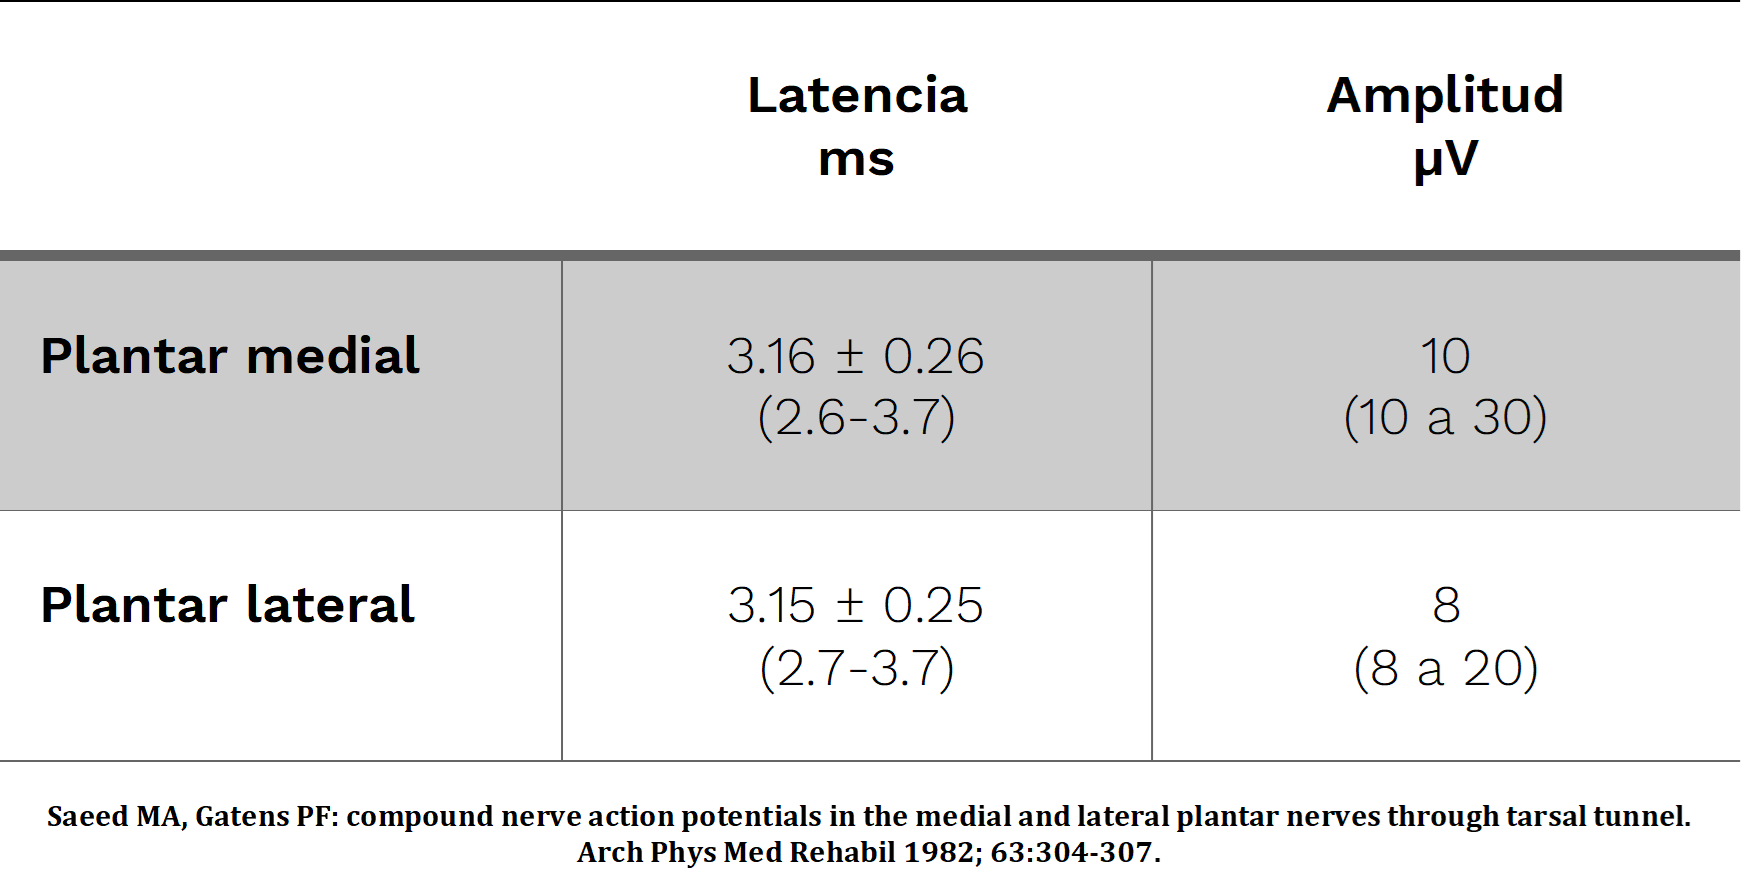 Latencia
ms
Amplitud
µV
Plantar medial
3.16 ± 0.26
(2.6-3.7)
10
(10 a 30)
Plantar lateral
3.15 ± 0.25
(2.7-3.7)
8
(8 a 20)
Saeed MA, Gatens PF: compound nerve action potentials in the medial and lateral plantar nerves through tarsal tunnel.
Arch Phys Med Rehabil 1982; 63:304-307.